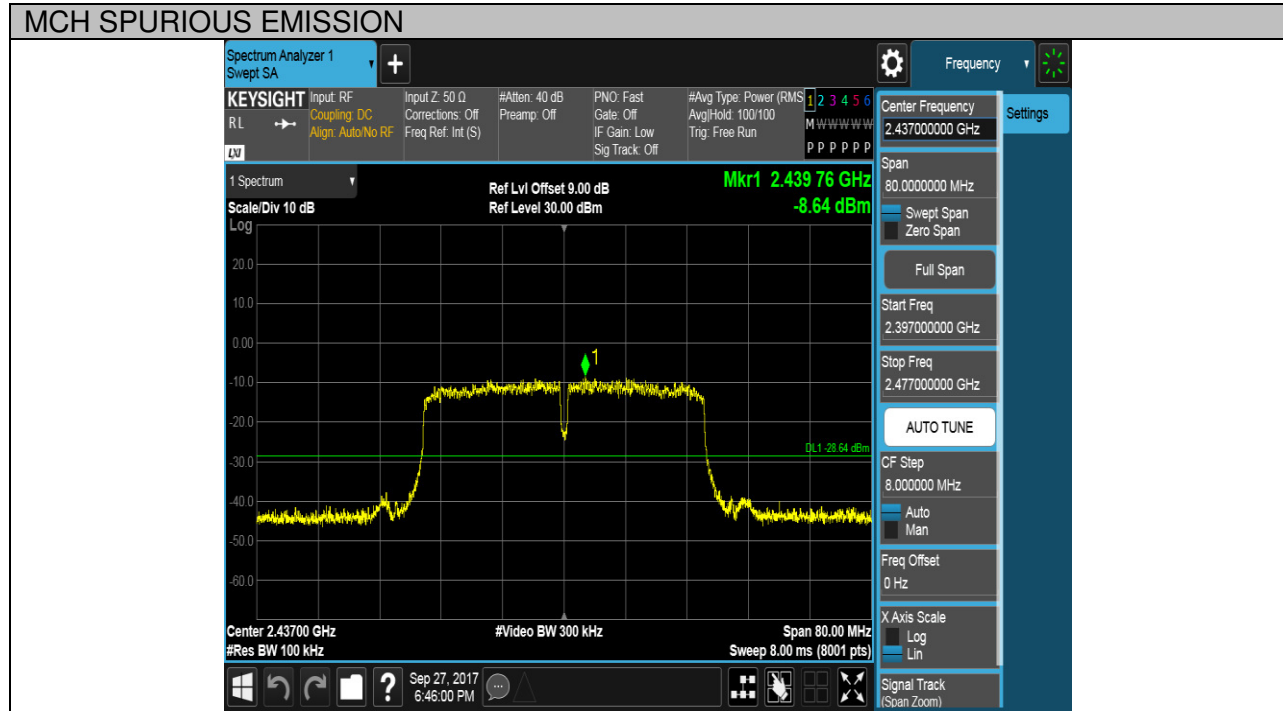 MCH SPURIOUS EMISSION
Spectrum Analyzer 1
Swept SA
+
Frequency
KEYSIGHT
RL
LXI
Input: RF
Coupling: DC
Align: Auto/No RF
Input Z: 50 Ω
Corrections: Off
Freq Ref: Int (S)
#Atten: 40 dB
Preamp: Off
PNO: Fast
Gate: Off
IF Gain: Low
Sig Track: Off
#Avg Type: Power (RMS
Avg|Hold: 100/100
Trig: Free Run
1 2 3 4 5 6
M W W W W W
P P P P P P
Center Frequency
2.437000000 GHz
Settings
1 Spectrum
Scale/Div 10 dB
Log
Ref Lvl Offset 9.00 dB
Ref Level 30.00 dBm
Mkr1 2.439 76 GHz
-8.64 dBm
Span
80.0000000 MHz
Swept Span
Zero Span
Full Span
Start Freq
2.397000000 GHz
Stop Freq
2.477000000 GHz
AUTO TUNE
CF Step
8.000000 MHz
Auto
Man
Freq Offset
0 Hz
X Axis Scale
Log
Lin
Signal Track
(Span Zoom)
20.0
10.0
0.00
-10.0
-20.0
-30.0
-40.0
-50.0
-60.0
1
DL1 -28.64 dBm
Center 2.43700 GHz
#Res BW 100 kHz
#Video BW 300 kHz
Span 80.00 MHz
Sweep 8.00 ms (8001 pts)
?
Sep 27, 2017
6:46:00 PM